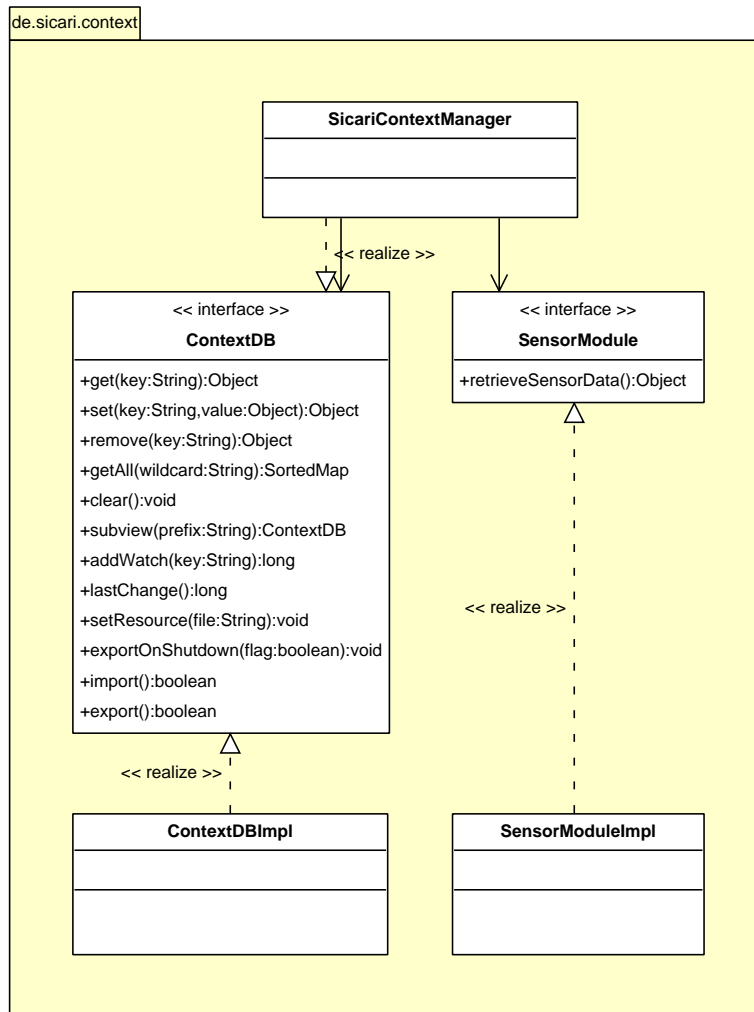 de.sicari.context
SicariContextManager
<< realize >>
<< interface >>
ContextDB
+get(key:String):Object
+set(key:String,value:Object):Object
+remove(key:String):Object
+getAll(wildcard:String):SortedMap
+clear():void
+subview(prefix:String):ContextDB
+addWatch(key:String):long
+lastChange():long
+setResource(file:String):void
+exportOnShutdown(flag:boolean):void
+import():boolean
+export():boolean
<< interface >>
SensorModule
+retrieveSensorData():Object
<< realize >>
<< realize >>
ContextDBImpl
SensorModuleImpl